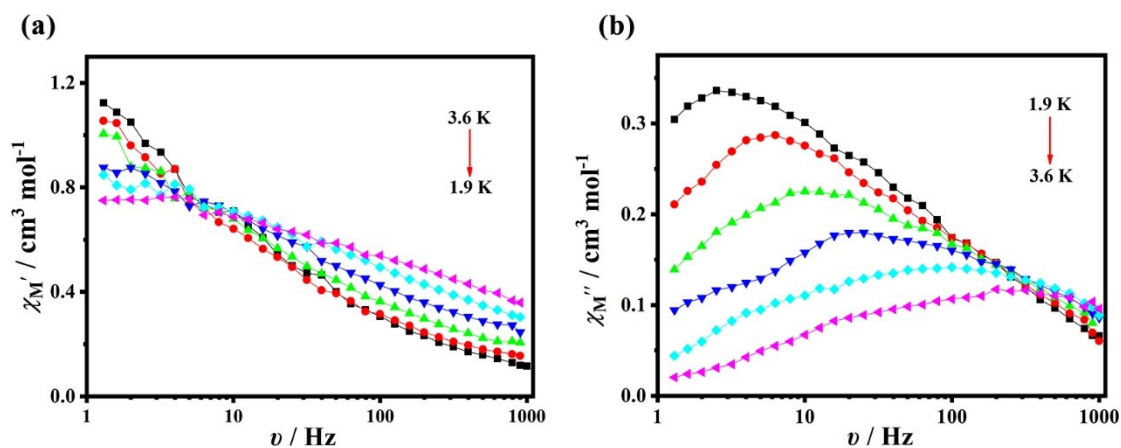 (a)
(b)
χM′ / cm³ mol⁻¹
1.2
0.8
0.4
0.0
3.6 K
1.9 K
1
10
100
1000
υ / Hz
χM′′ / cm³ mol⁻¹
0.3
0.2
0.1
0.0
1.9 K
3.6 K
1
10
100
1000
υ / Hz